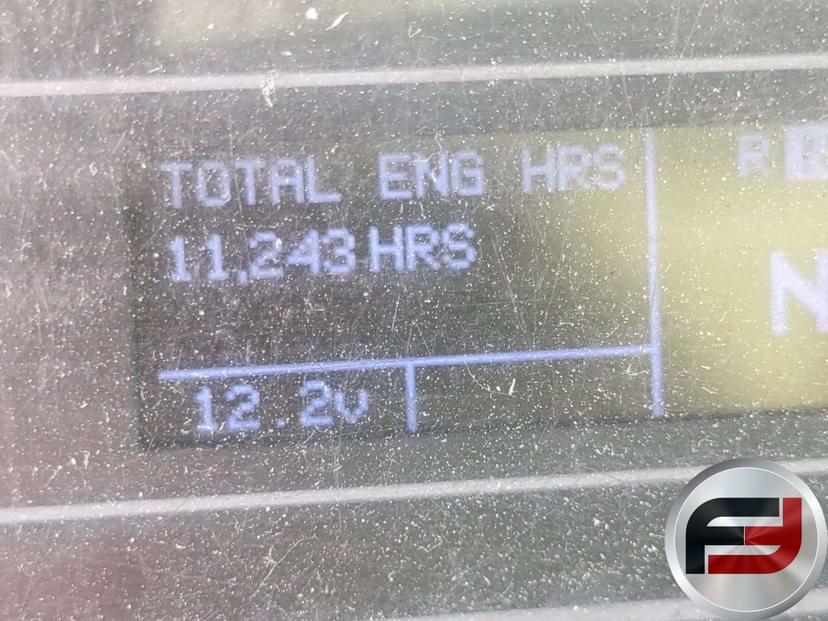 TOTAL ENG HRS
11,243 HRS
12.2v
R
N